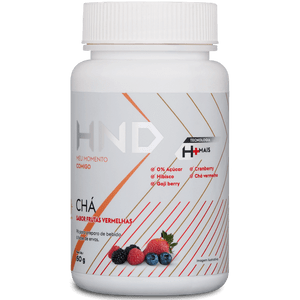 HND
MEU MOMENTO
COMIGO
TECNOLOGIA
H+MAIS
0% Açúcar
Hibisco
Goji berry
Cranberry
Chá vermelho
CHÁ
SABOR FRUTAS VERMELHAS
60 g